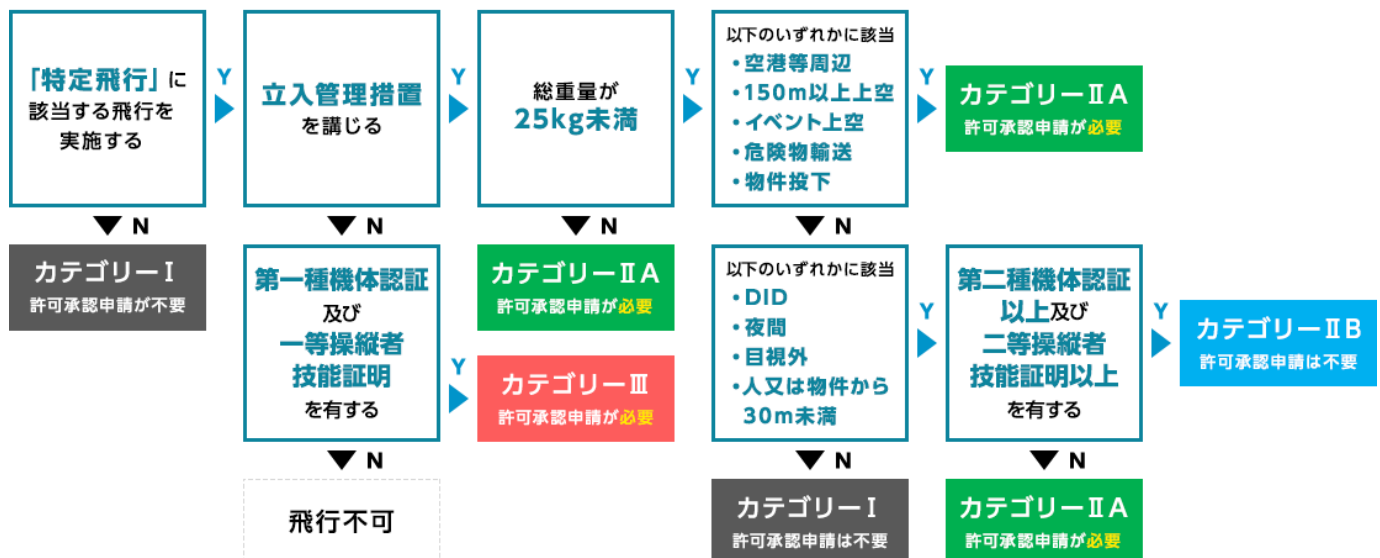 「特定飛行」に
該当する飛行を
実施する
Y
立入管理措置
を講じる
Y
総重量が
25kg未満
Y
以下のいずれかに該当
・空港等周辺
・150m以上上空
・イベント上空
・危険物輸送
・物件投下
Y
カテゴリーⅡA
許可承認申請が必要
N
N
N
N
カテゴリーⅠ
許可承認申請が不要
第一種機体認証
及び
一等操縦者
技能証明
を有する
Y
カテゴリーⅡA
許可承認申請が必要
カテゴリーⅢ
許可承認申請が必要
以下のいずれかに該当
・DID
・夜間
・目視外
・人又は物件から
30m未満
Y
第二種機体認証
以上及び
二等操縦者
技能証明以上
を有する
Y
カテゴリーⅡB
許可承認申請は不要
N
N
N
飛行不可
カテゴリーⅠ
許可承認申請は不要
カテゴリーⅡA
許可承認申請が必要